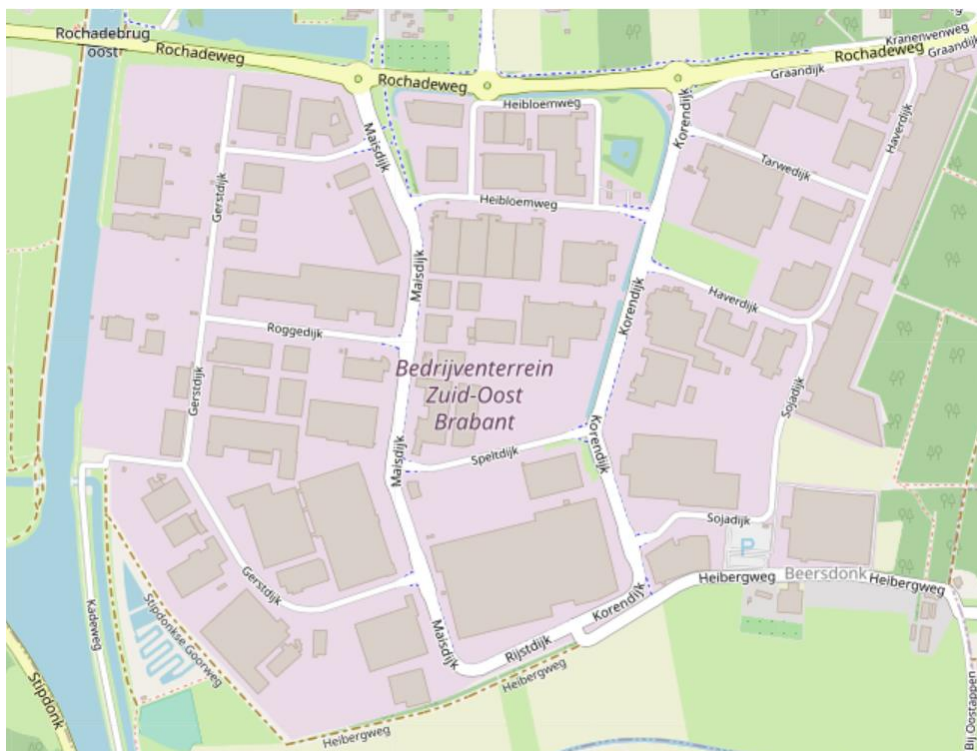 Rochadebrug
oost
Rochadeweg
Rochadeweg
Rochadeweg
Kranenvenweg
Graandijk
Graandijk
Heibloemweg
Maisdijk
Korendijk
Haverdijk
Tarwedijk
Gerstdijk
Heibloemweg
Maisdijk
Korendijk
Haverdijk
Roggedijk
Bedrijventerrein
Zuid-Oost
Brabant
Gerstdijk
Sojadijk
Maisdijk
Speltdijk
Korendijk
Sojadijk
P
Gerstdijk
Heibergweg
Beersdonk
Heibergweg
Kadeweg
Stipdonkse Goorweg
Korendijk
Maisdijk
Rijstdijk
Heibergweg
Stipdonk
Heibergweg
Bij Oostappen